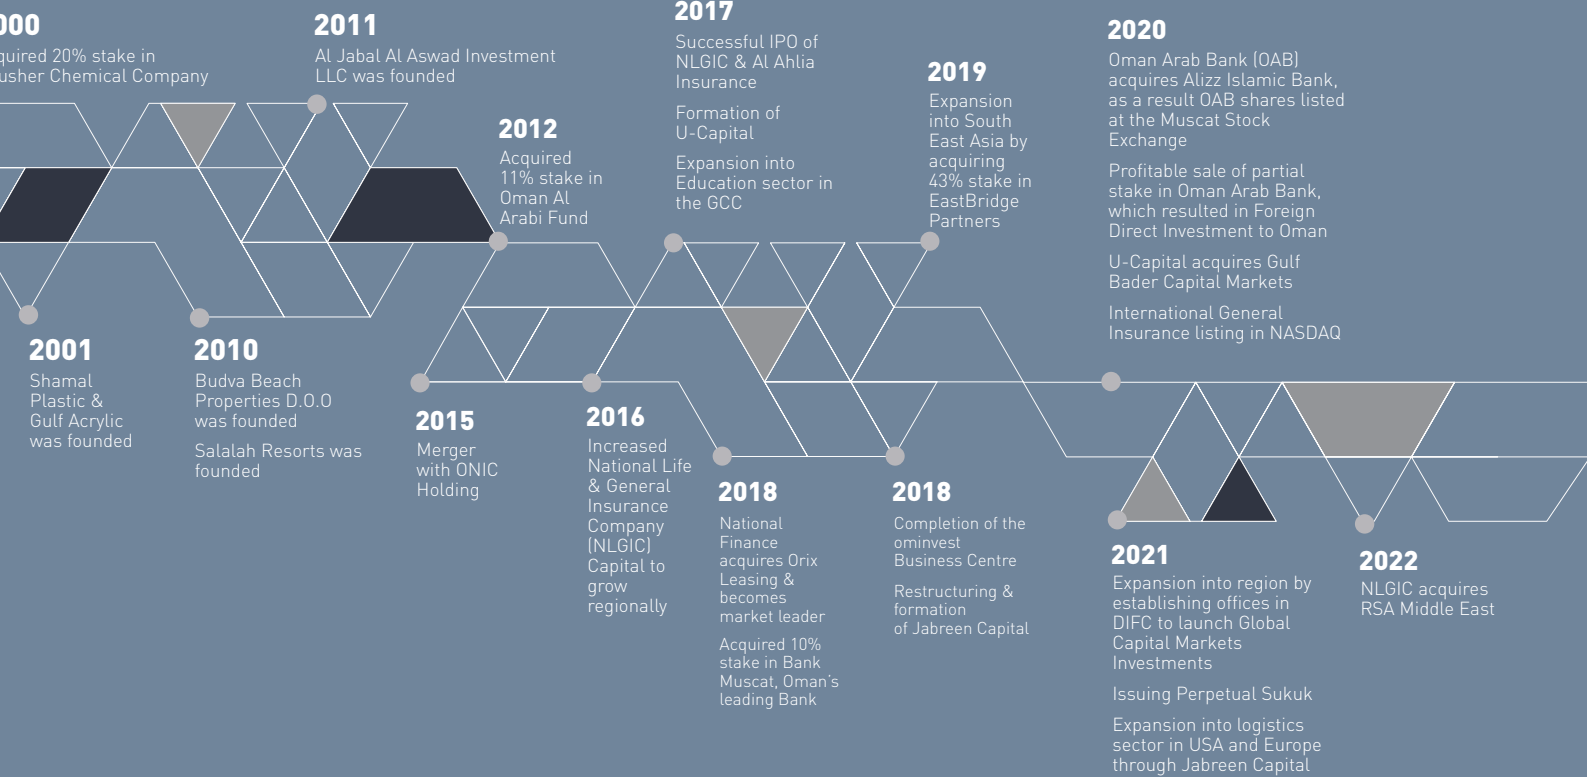 000
quired 20% stake in
usher Chemical Company
2001
Shamal
Plastic &
Gulf Acrylic
was founded
2010
Budva Beach
Properties D.O.O
was founded
Salalah Resorts was
founded
2011
Al Jabal Al Aswad Investment
LLC was founded
2012
Acquired
11% stake in
Oman Al
Arabi Fund
2015
Merger
with ONIC
Holding
2016
Increased
National Life
& General
Insurance
Company
(NLGIC)
Capital to
grow
regionally
2017
Successful IPO of
NLGIC & Al Ahlia
Insurance
Formation of
U-Capital
Expansion into
Education sector in
the GCC
2018
National
Finance
acquires Orix
Leasing &
becomes
market leader
Acquired 10%
stake in Bank
Muscat, Oman's
leading Bank
2018
Completion of the
ominvest
Business Centre
Restructuring &
formation
of Jabreen Capital
2019
Expansion
into South
East Asia by
acquiring
43% stake in
EastBridge
Partners
2020
Oman Arab Bank (OAB)
acquires Alizz Islamic Bank,
as a result OAB shares listed
at the Muscat Stock
Exchange
Profitable sale of partial
stake in Oman Arab Bank,
which resulted in Foreign
Direct Investment to Oman
U-Capital acquires Gulf
Bader Capital Markets
International General
Insurance listing in NASDAQ
2021
Expansion into region by
establishing offices in
DIFC to launch Global
Capital Markets
Investments
Issuing Perpetual Sukuk
Expansion into logistics
sector in USA and Europe
through Jabreen Capital
2022
NLGIC acquires
RSA Middle East